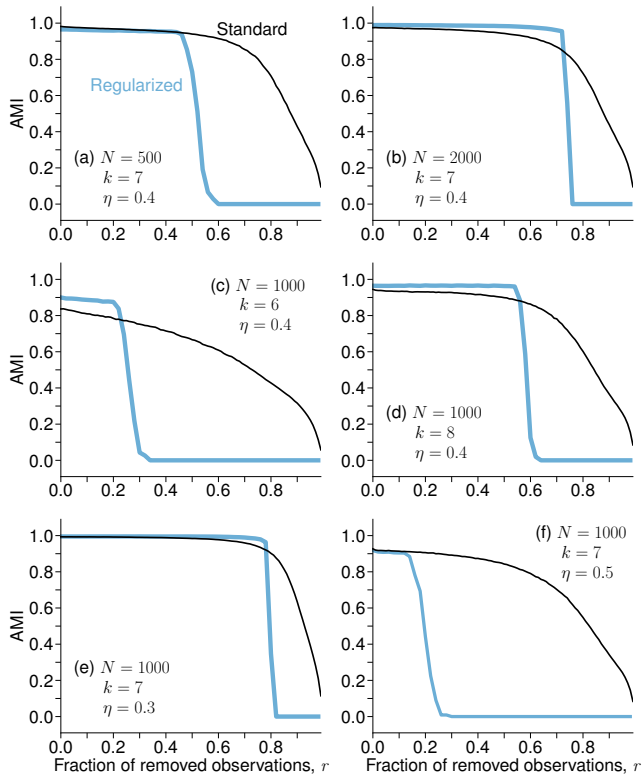 AMI
1.0
0.8
0.6
0.4
0.2
0.0
Standard
Regularized
(a) N = 500
k = 7
η = 0.4
0.0 0.2 0.4 0.6 0.8
1.0
0.8
0.6
0.4
0.2
0.0
(b) N = 2000
k = 7
η = 0.4
0.0 0.2 0.4 0.6 0.8
AMI
1.0
0.8
0.6
0.4
0.2
0.0
(c) N = 1000
k = 6
η = 0.4
0.0 0.2 0.4 0.6 0.8
1.0
0.8
0.6
0.4
0.2
0.0
(d) N = 1000
k = 8
η = 0.4
0.0 0.2 0.4 0.6 0.8
AMI
1.0
0.8
0.6
0.4
0.2
0.0
(e) N = 1000
k = 7
η = 0.3
0.0 0.2 0.4 0.6 0.8
Fraction of removed observations, r
1.0
0.8
0.6
0.4
0.2
0.0
(f) N = 1000
k = 7
η = 0.5
0.0 0.2 0.4 0.6 0.8
Fraction of removed observations, r